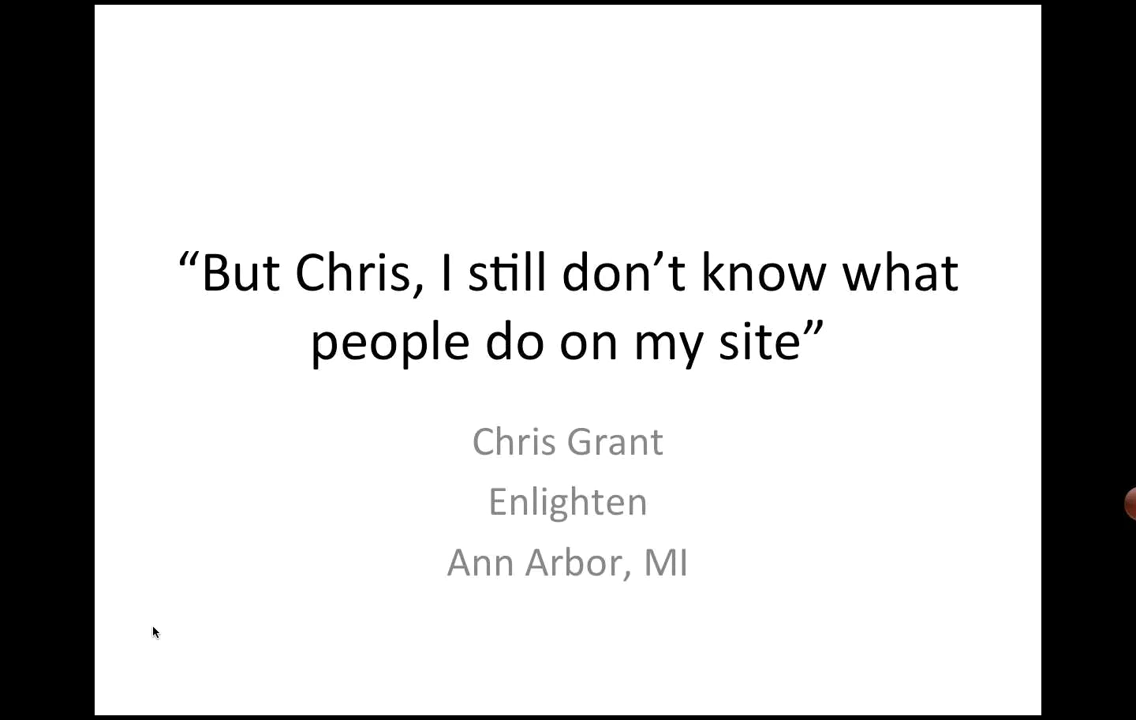 “But Chris, I still don’t know what
people do on my site”
Chris Grant
Enlighten
Ann Arbor, MI